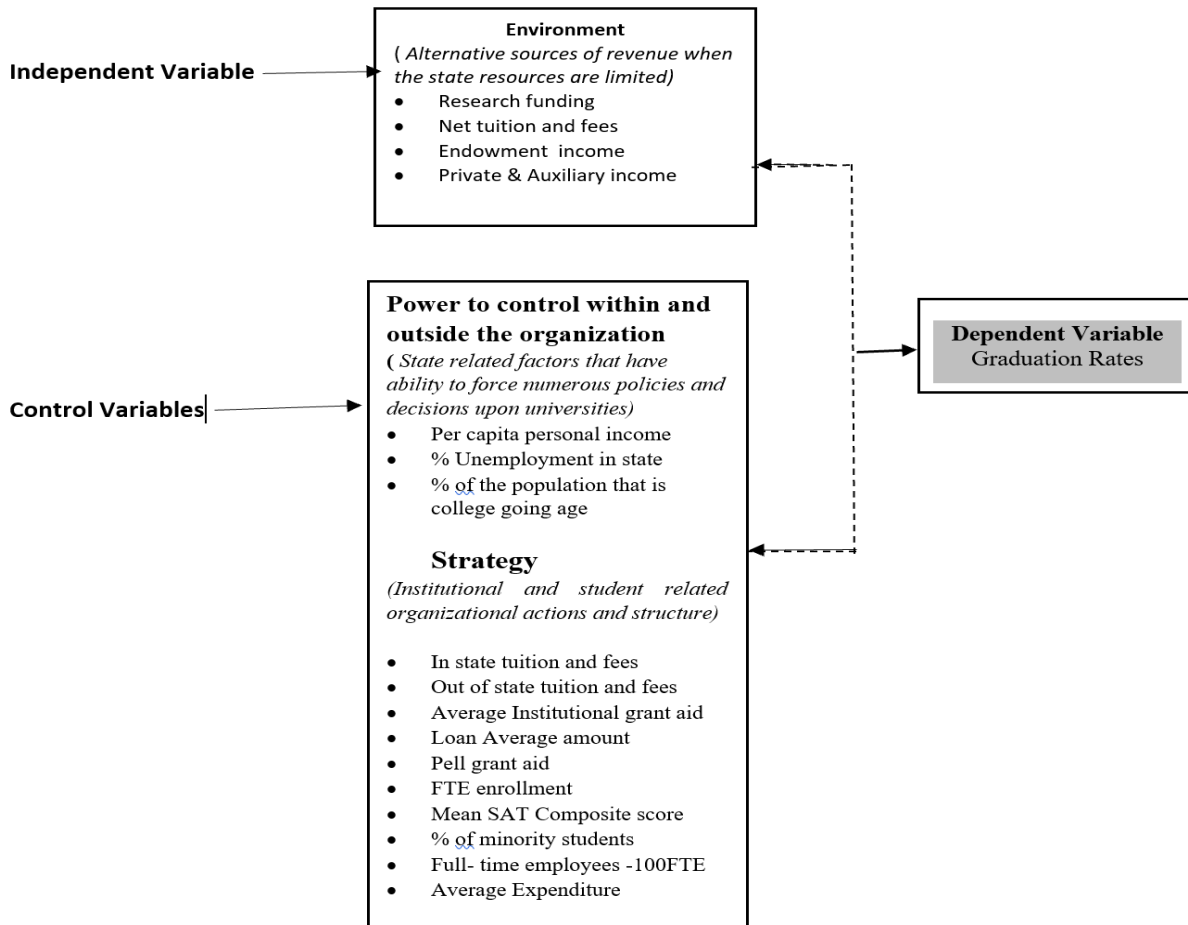 Environment
( Alternative sources of revenue when
the state resources are limited)
• Research funding
• Net tuition and fees
• Endowment income
• Private & Auxiliary income
Independent Variable
Power to control within and
outside the organization
( State related factors that have
ability to force numerous policies and
decisions upon universities)
• Per capita personal income
• % Unemployment in state
• % of the population that is
college going age
Strategy
(Institutional and student related
organizational actions and structure)
• In state tuition and fees
• Out of state tuition and fees
• Average Institutional grant aid
• Loan Average amount
• Pell grant aid
• FTE enrollment
• Mean SAT Composite score
• % of minority students
• Full- time employees -100FTE
• Average Expenditure
Control Variables
Dependent Variable
Graduation Rates